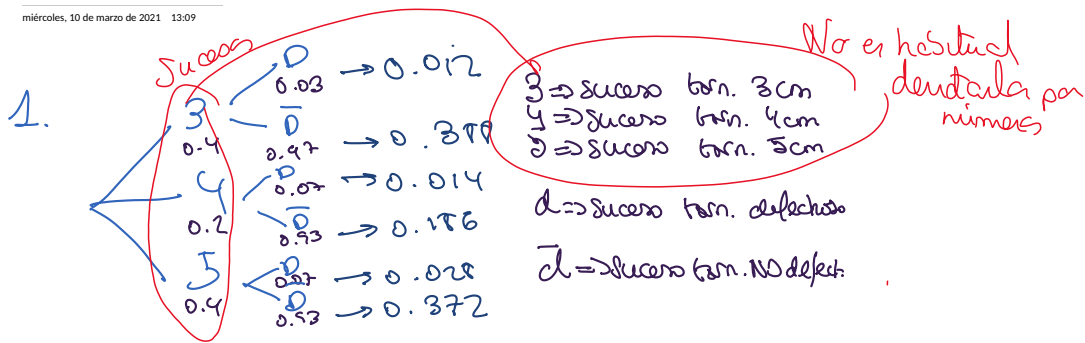 miércoles, 10 de marzo de 2021 13:09
Sucesos
No es habitual
denotarla por
números
1.
3
0.4
D
0.03 → 0.012
D̅
0.97 → 0.388
4
0.2
D
0.07 → 0.014
D̅
0.93 → 0.186
5
0.4
D
0.07 → 0.028
D̅
0.93 → 0.372
3 => suceso torn. 3cm
4 => suceso torn. 4cm
5 => suceso torn. 5cm
d => suceso torn. defectuoso
d̅ => suceso torn. NO defect.